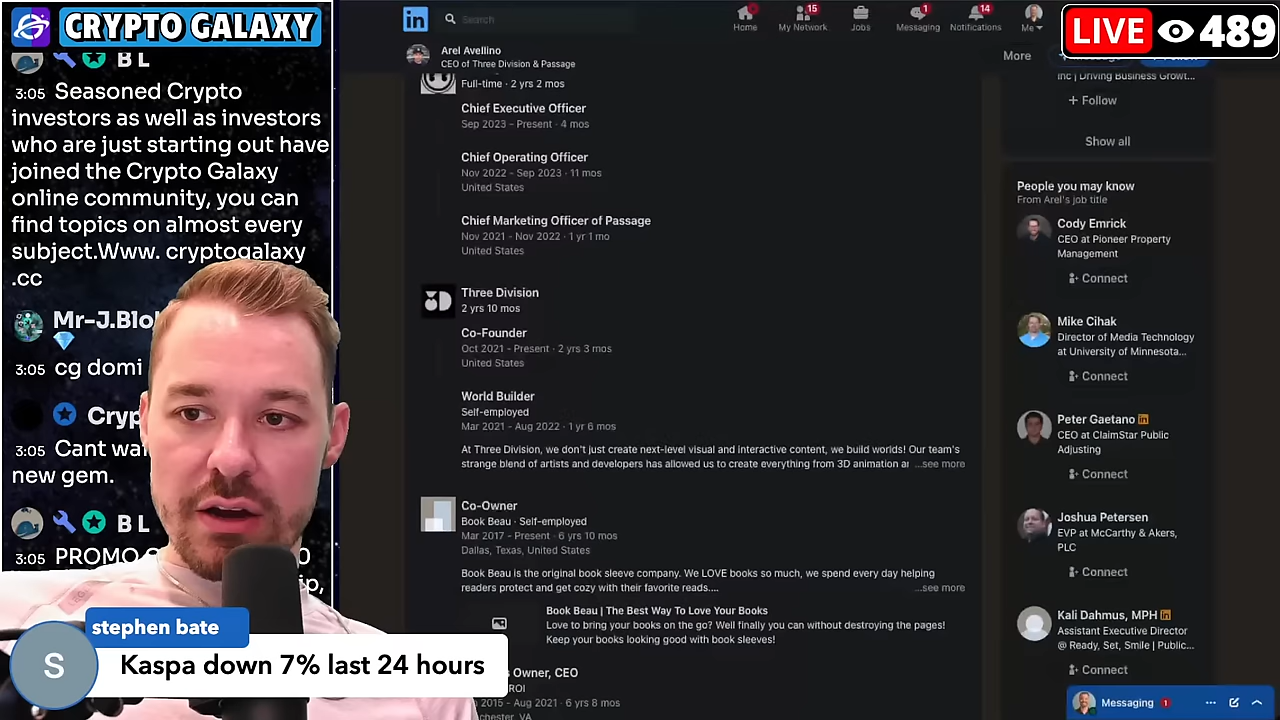 CRYPTO GALAXY
B L
3:05 Seasoned Crypto
investors as well as investors
who are just starting out have
joined the Crypto Galaxy
online community, you can
find topics on almost every
subject.Www. cryptogalaxy
.cc
Mr-J.Blo
3:05 cg domi
Cryp
3:05 Cant wai
new gem.
B L
3:05 PROMO
stephen bate
S
Kaspa down 7% last 24 hours
in
Search
Home
15
My Network
Jobs
1
Messaging
14
Notifications
Me
LIVE 489
Arel Avellino
CEO of Three Division & Passage
More
Full-time · 2 yrs 2 mos
Chief Executive Officer
Sep 2023 – Present · 4 mos
Chief Operating Officer
Nov 2022 - Sep 2023 · 11 mos
United States
Chief Marketing Officer of Passage
Nov 2021 - Nov 2022 · 1 yr 1 mo
United States
Three Division
2 yrs 10 mos
Co-Founder
Oct 2021 - Present · 2 yrs 3 mos
United States
World Builder
Self-employed
Mar 2021 - Aug 2022 · 1 yr 6 mos
At Three Division, we don't just create next-level visual and interactive content, we build worlds! Our team's
strange blend of artists and developers has allowed us to create everything from 3D animation ar ...see more
Co-Owner
Book Beau · Self-employed
Mar 2017 - Present · 6 yrs 10 mos
Dallas, Texas, United States
Book Beau is the original book sleeve company. We LOVE books so much, we spend every day helping
readers protect and get cozy with their favorite reads.... ...see more
Book Beau | The Best Way To Love Your Books
Love to bring your books on the go? Well finally you can without destroying the pages!
Keep your books looking good with book sleeves!
Owner, CEO
ROI
2015 - Aug 2021 · 6 yrs 8 mos
chester, VA
Inc | Driving Business Growt...
+ Follow
Show all
People you may know
From Arel's job title
Cody Emrick
CEO at Pioneer Property
Management
Connect
Mike Cihak
Director of Media Technology
at University of Minnesota...
Connect
Peter Gaetano in
CEO at ClaimStar Public
Adjusting
Connect
Joshua Petersen
EVP at McCarthy & Akers,
PLC
Connect
Kali Dahmus, MPH in
Assistant Executive Director
@ Ready, Set, Smile | Public...
Connect
Messaging 1